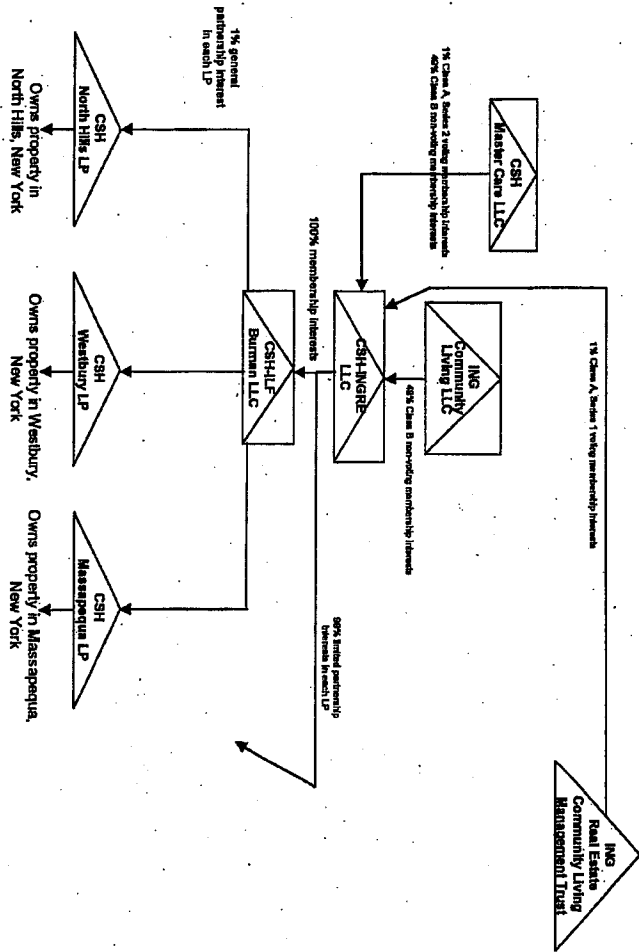 ING
Real Estate
Community Living
Management Trust
CSH
Master Care LLC
ING
Community
Living LLC
1% Class A, Series 1 voting membership interests
1% Class A, Series 2 voting membership interests
49% Class B non-voting membership interests
49% Class B non-voting membership interests
CSH-INGRE
LLC
100% membership interests
99% limited partnership
interests in each LP
CSH-ILF
Burman LLC
1% general
partnership interest
in each LP
CSH
North Hills LP
CSH
Westbury LP
CSH
Massapequa LP
Owns property in
North Hills, New York
Owns property in Westbury,
New York
Owns property in Massapequa,
New York